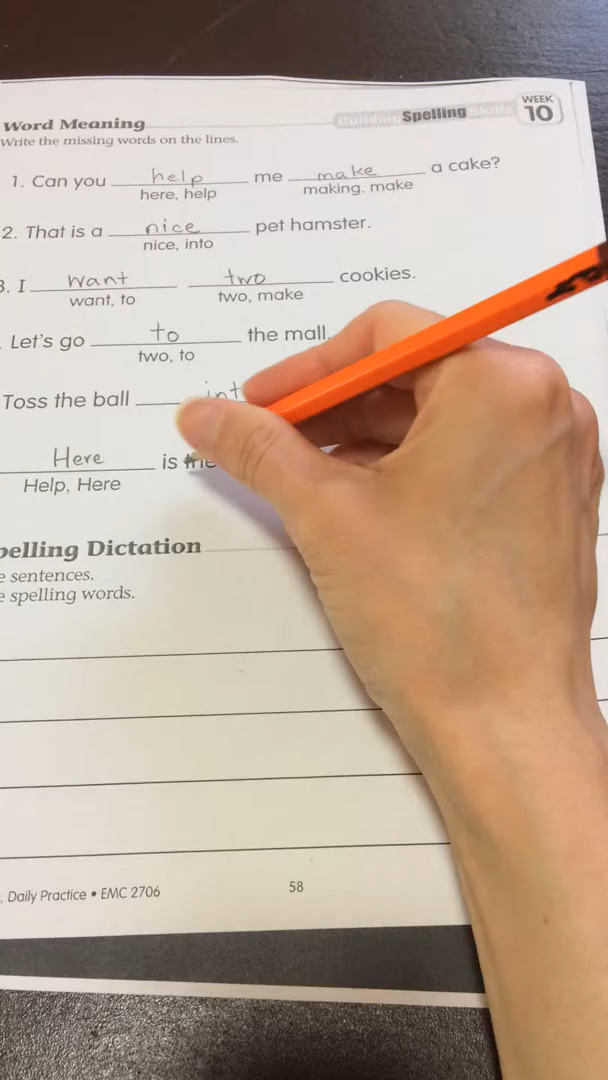 Word Meaning Building Spelling Skills WEEK 10
Write the missing words on the lines.
1. Can you help me make a cake?
here, help making, make
2. That is a nice pet hamster.
nice, into
3. I want two cookies.
want, to two, make
Let's go to the mall.
two, to
Toss the ball
Here is the
Help, Here
pelling Dictation
e sentences.
e spelling words.
, Daily Practice • EMC 2706 58